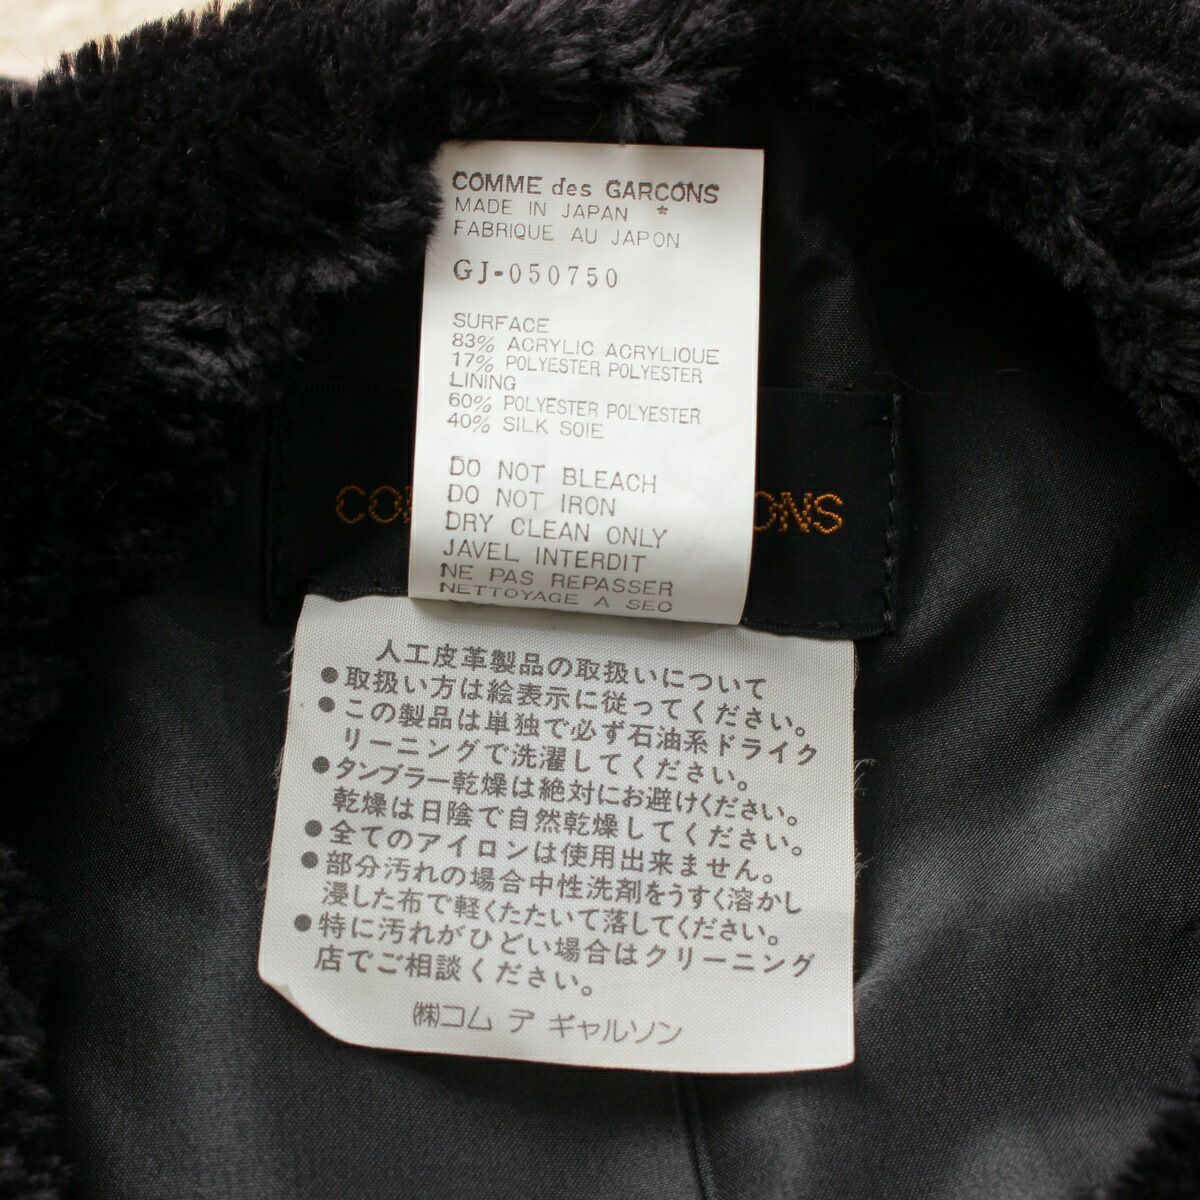 COMME des GARCONS
MADE IN JAPAN *
FABRIQUE AU JAPON
GJ-050750
SURFACE
83% ACRYLIC ACRYLIQUE
17% POLYESTER POLYESTER
LINING
60% POLYESTER POLYESTER
40% SILK SOIE
DO NOT BLEACH
DO NOT IRON
DRY CLEAN ONLY
JAVEL INTERDIT
NE PAS REPASSER
NETTOYAGE A SEC
人工皮革製品の取扱いについて
●取扱い方は絵表示に従ってください。
●この製品は単独で必ず石油系ドライク
リーニングで洗濯してください。
●タンブラー乾燥は絶対にお避けください。
乾燥は日陰で自然乾燥してください。
●全てのアイロンは使用出来ません。
●部分汚れの場合中性洗剤をうすく溶かし
浸した布で軽くたたいて落してください。
●特に汚れがひどい場合はクリーニング
店でご相談ください。
㈱コム デ ギャルソン